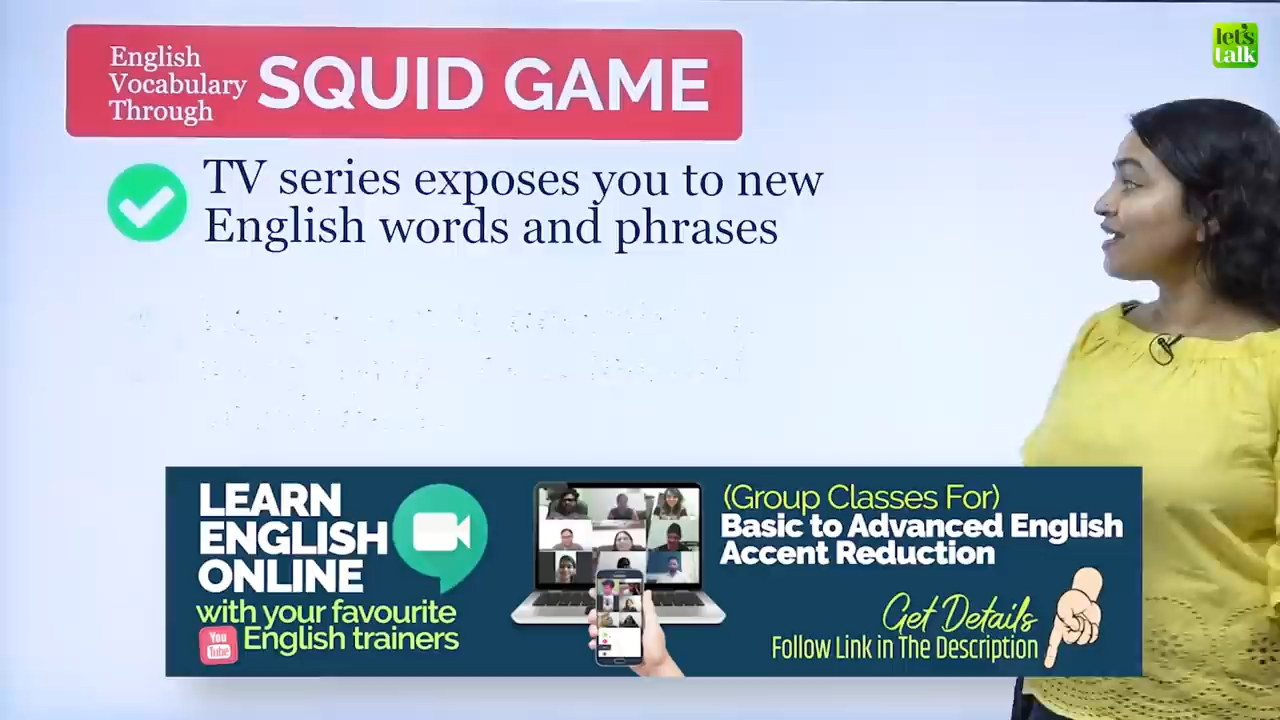 English
Vocabulary
Through
SQUID GAME
let's
talk
TV series exposes you to new
English words and phrases
LEARN
ENGLISH
ONLINE
with your favourite
You
Tube
English trainers
(Group Classes For)
Basic to Advanced English
Accent Reduction
Get Details
Follow Link in The Description